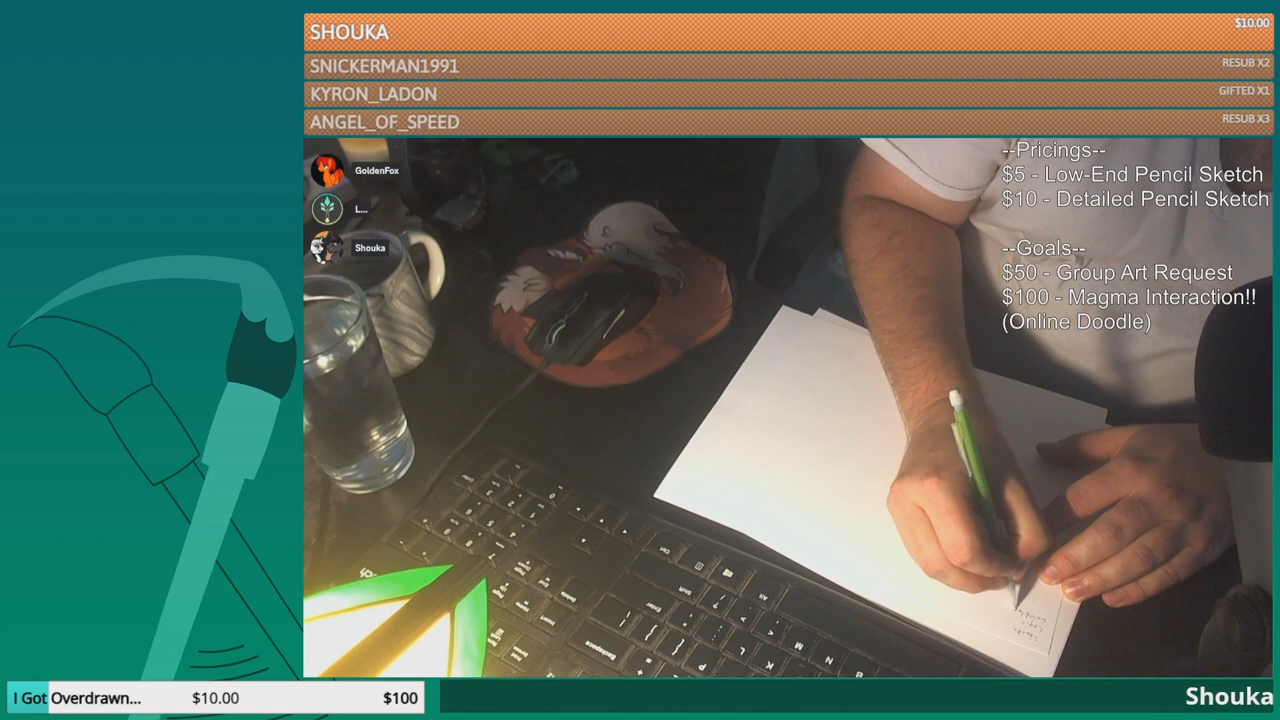 SHOUKA
$10.00
SNICKERMAN1991
RESUB X2
KYRON_LADON
GIFTED X1
ANGEL_OF_SPEED
RESUB X3
GoldenFox
L...
Shouka
--Pricings--
$5 - Low-End Pencil Sketch
$10 - Detailed Pencil Sketch
--Goals--
$50 - Group Art Request
$100 - Magma Interaction!!
(Online Doodle)
I Got Overdrawn...
$10.00
$100
Shouka